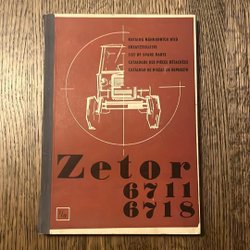 KATALOG NÁHRADNÍCH DÍLŮ
ERSATZTEILLISTE
LIST OF SPARE PARTS
CATALOGUE DES PIÈCES DÉTACHÉES
CATÁLOGO DE PIEZAS DE REPUESTO
Zetor
6711
6718